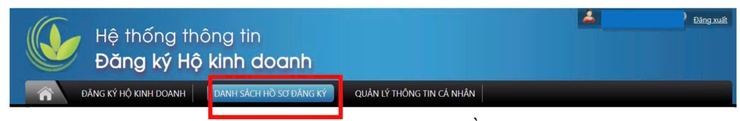 Đăng xuất
Hệ thống thông tin
Đăng ký Hộ kinh doanh
ĐĂNG KÝ HỘ KINH DOANH DANH SÁCH HỒ SƠ ĐĂNG KÝ QUẢN LÝ THÔNG TIN CÁ NHÂN